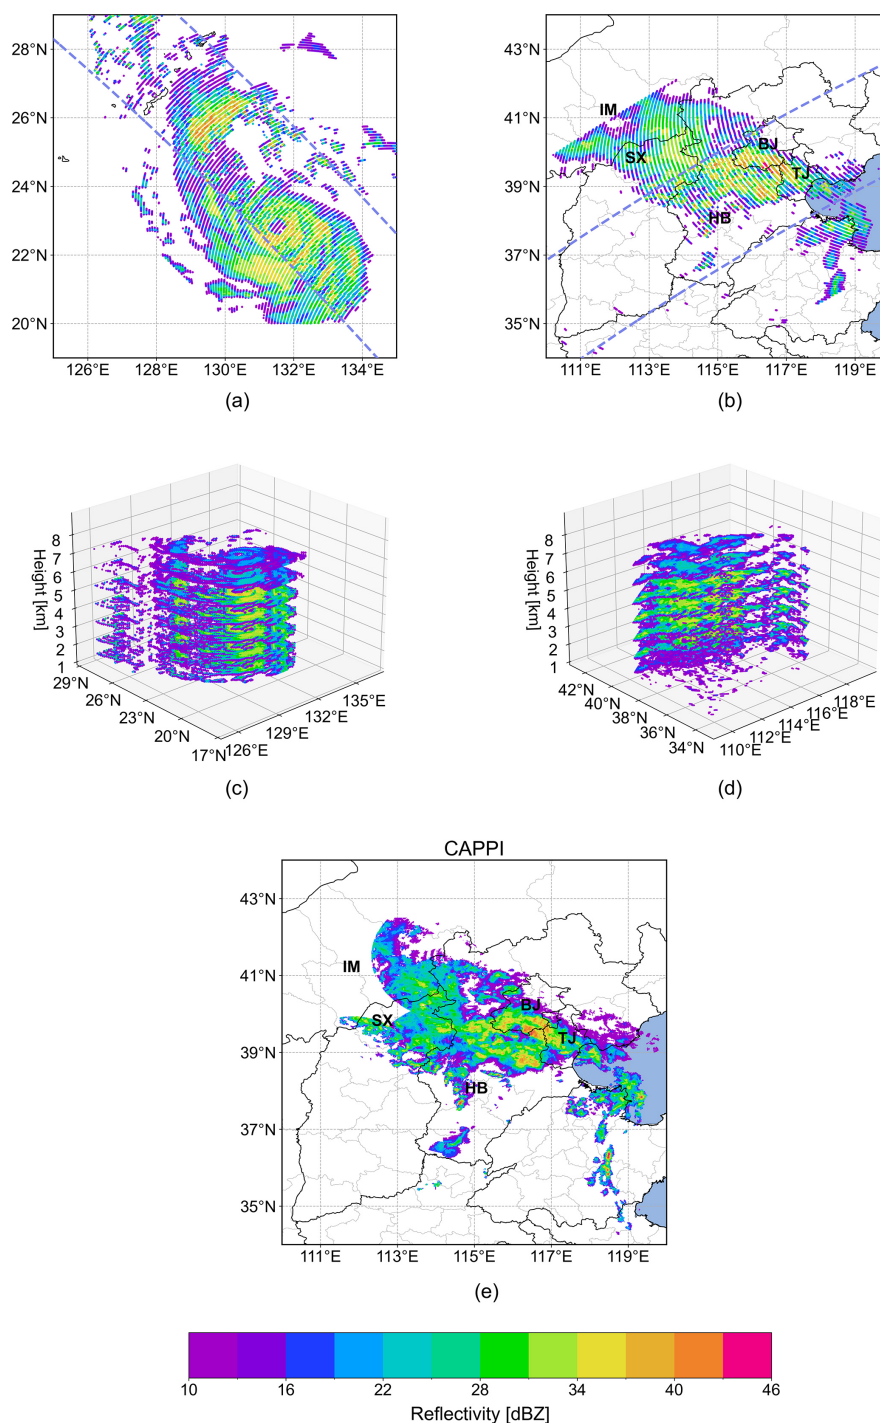 28°N
26°N
24°N
22°N
20°N
126°E 128°E 130°E 132°E 134°E
(a)
43°N
41°N
39°N
37°N
35°N
IM
BJ
SX
TJ
HB
111°E 113°E 115°E 117°E 119°E
(b)
Height [km]
8
7
6
5
4
3
2
1
29°N
26°N
23°N
20°N
17°N
126°E
129°E
132°E
135°E
(c)
Height [km]
8
7
6
5
4
3
2
1
42°N
40°N
38°N
36°N
34°N
110°E
112°E
114°E
116°E
118°E
(d)
CAPPI
43°N
41°N
39°N
37°N
35°N
IM
BJ
SX
TJ
HB
111°E 113°E 115°E 117°E 119°E
(e)
10 16 22 28 34 40 46
Reflectivity [dBZ]